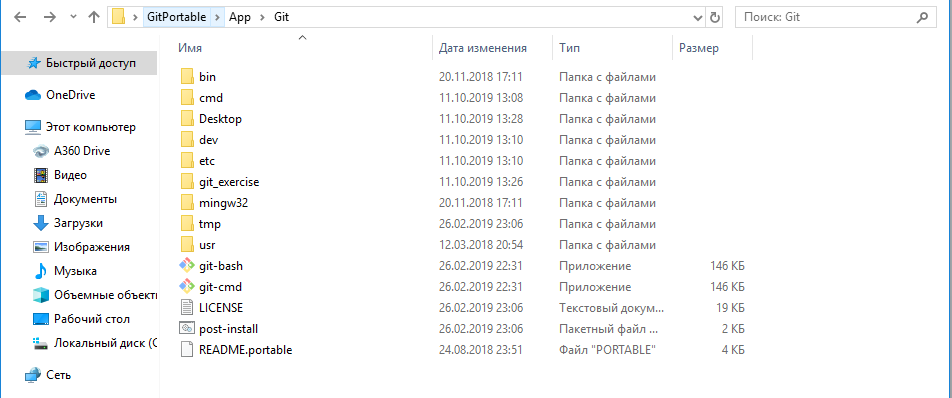 GitPortable > App > Git
Поиск: Git
Имя Дата изменения Тип Размер
Быстрый доступ
OneDrive
Этот компьютер
A360 Drive
Видео
Документы
Загрузки
Изображения
Музыка
Объемные объекты
Рабочий стол
Локальный диск (C
Сеть
bin 20.11.2018 17:11 Папка с файлами
cmd 11.10.2019 13:08 Папка с файлами
Desktop 11.10.2019 13:28 Папка с файлами
dev 11.10.2019 13:10 Папка с файлами
etc 11.10.2019 13:10 Папка с файлами
git_exercise 11.10.2019 13:26 Папка с файлами
mingw32 20.11.2018 17:11 Папка с файлами
tmp 26.02.2019 23:06 Папка с файлами
usr 12.03.2018 20:54 Папка с файлами
git-bash 26.02.2019 22:31 Приложение 146 КБ
git-cmd 26.02.2019 22:31 Приложение 146 КБ
LICENSE 26.02.2019 23:06 Текстовый докум... 19 КБ
post-install 26.02.2019 23:06 Пакетный файл ... 2 КБ
README.portable 24.08.2018 23:51 Файл "PORTABLE" 4 КБ